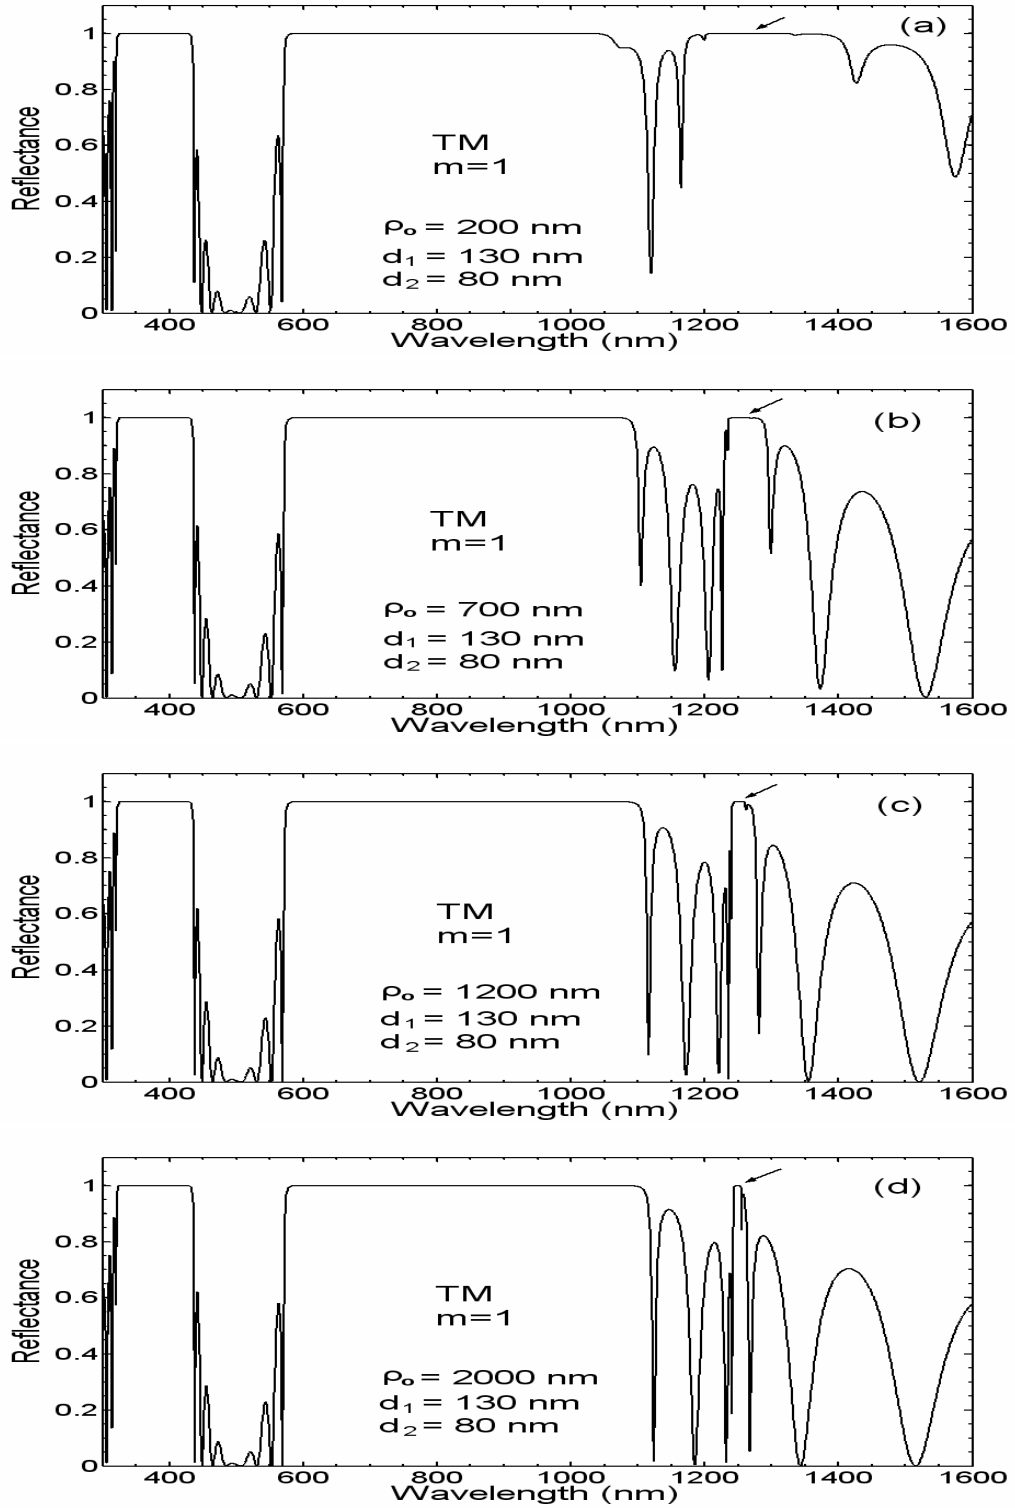 (a)
1
0.8
0.6
0.4
0.2
0
Reflectance
TM
m=1
ρₒ = 200 nm
d₁ = 130 nm
d₂ = 80 nm
400 600 800 1000 1200 1400 1600
Wavelength (nm)
(b)
1
0.8
0.6
0.4
0.2
0
Reflectance
TM
m=1
ρₒ = 700 nm
d₁ = 130 nm
d₂ = 80 nm
400 600 800 1000 1200 1400 1600
Wavelength (nm)
(c)
1
0.8
0.6
0.4
0.2
0
Reflectance
TM
m=1
ρₒ = 1200 nm
d₁ = 130 nm
d₂ = 80 nm
400 600 800 1000 1200 1400 1600
Wavelength (nm)
(d)
1
0.8
0.6
0.4
0.2
0
Reflectance
TM
m=1
ρₒ = 2000 nm
d₁ = 130 nm
d₂ = 80 nm
400 600 800 1000 1200 1400 1600
Wavelength (nm)